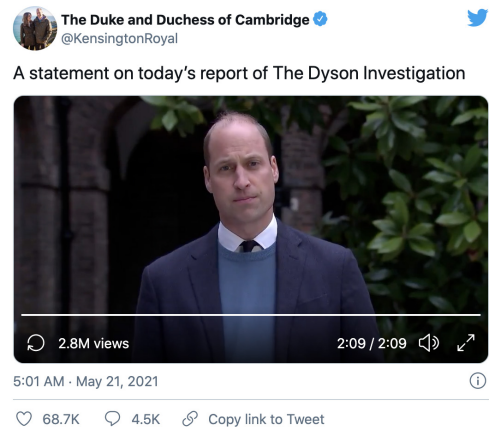 The Duke and Duchess of Cambridge
@KensingtonRoyal
A statement on today's report of The Dyson Investigation
2.8M views
2:09 / 2:09
5:01 AM · May 21, 2021
68.7K
4.5K
Copy link to Tweet